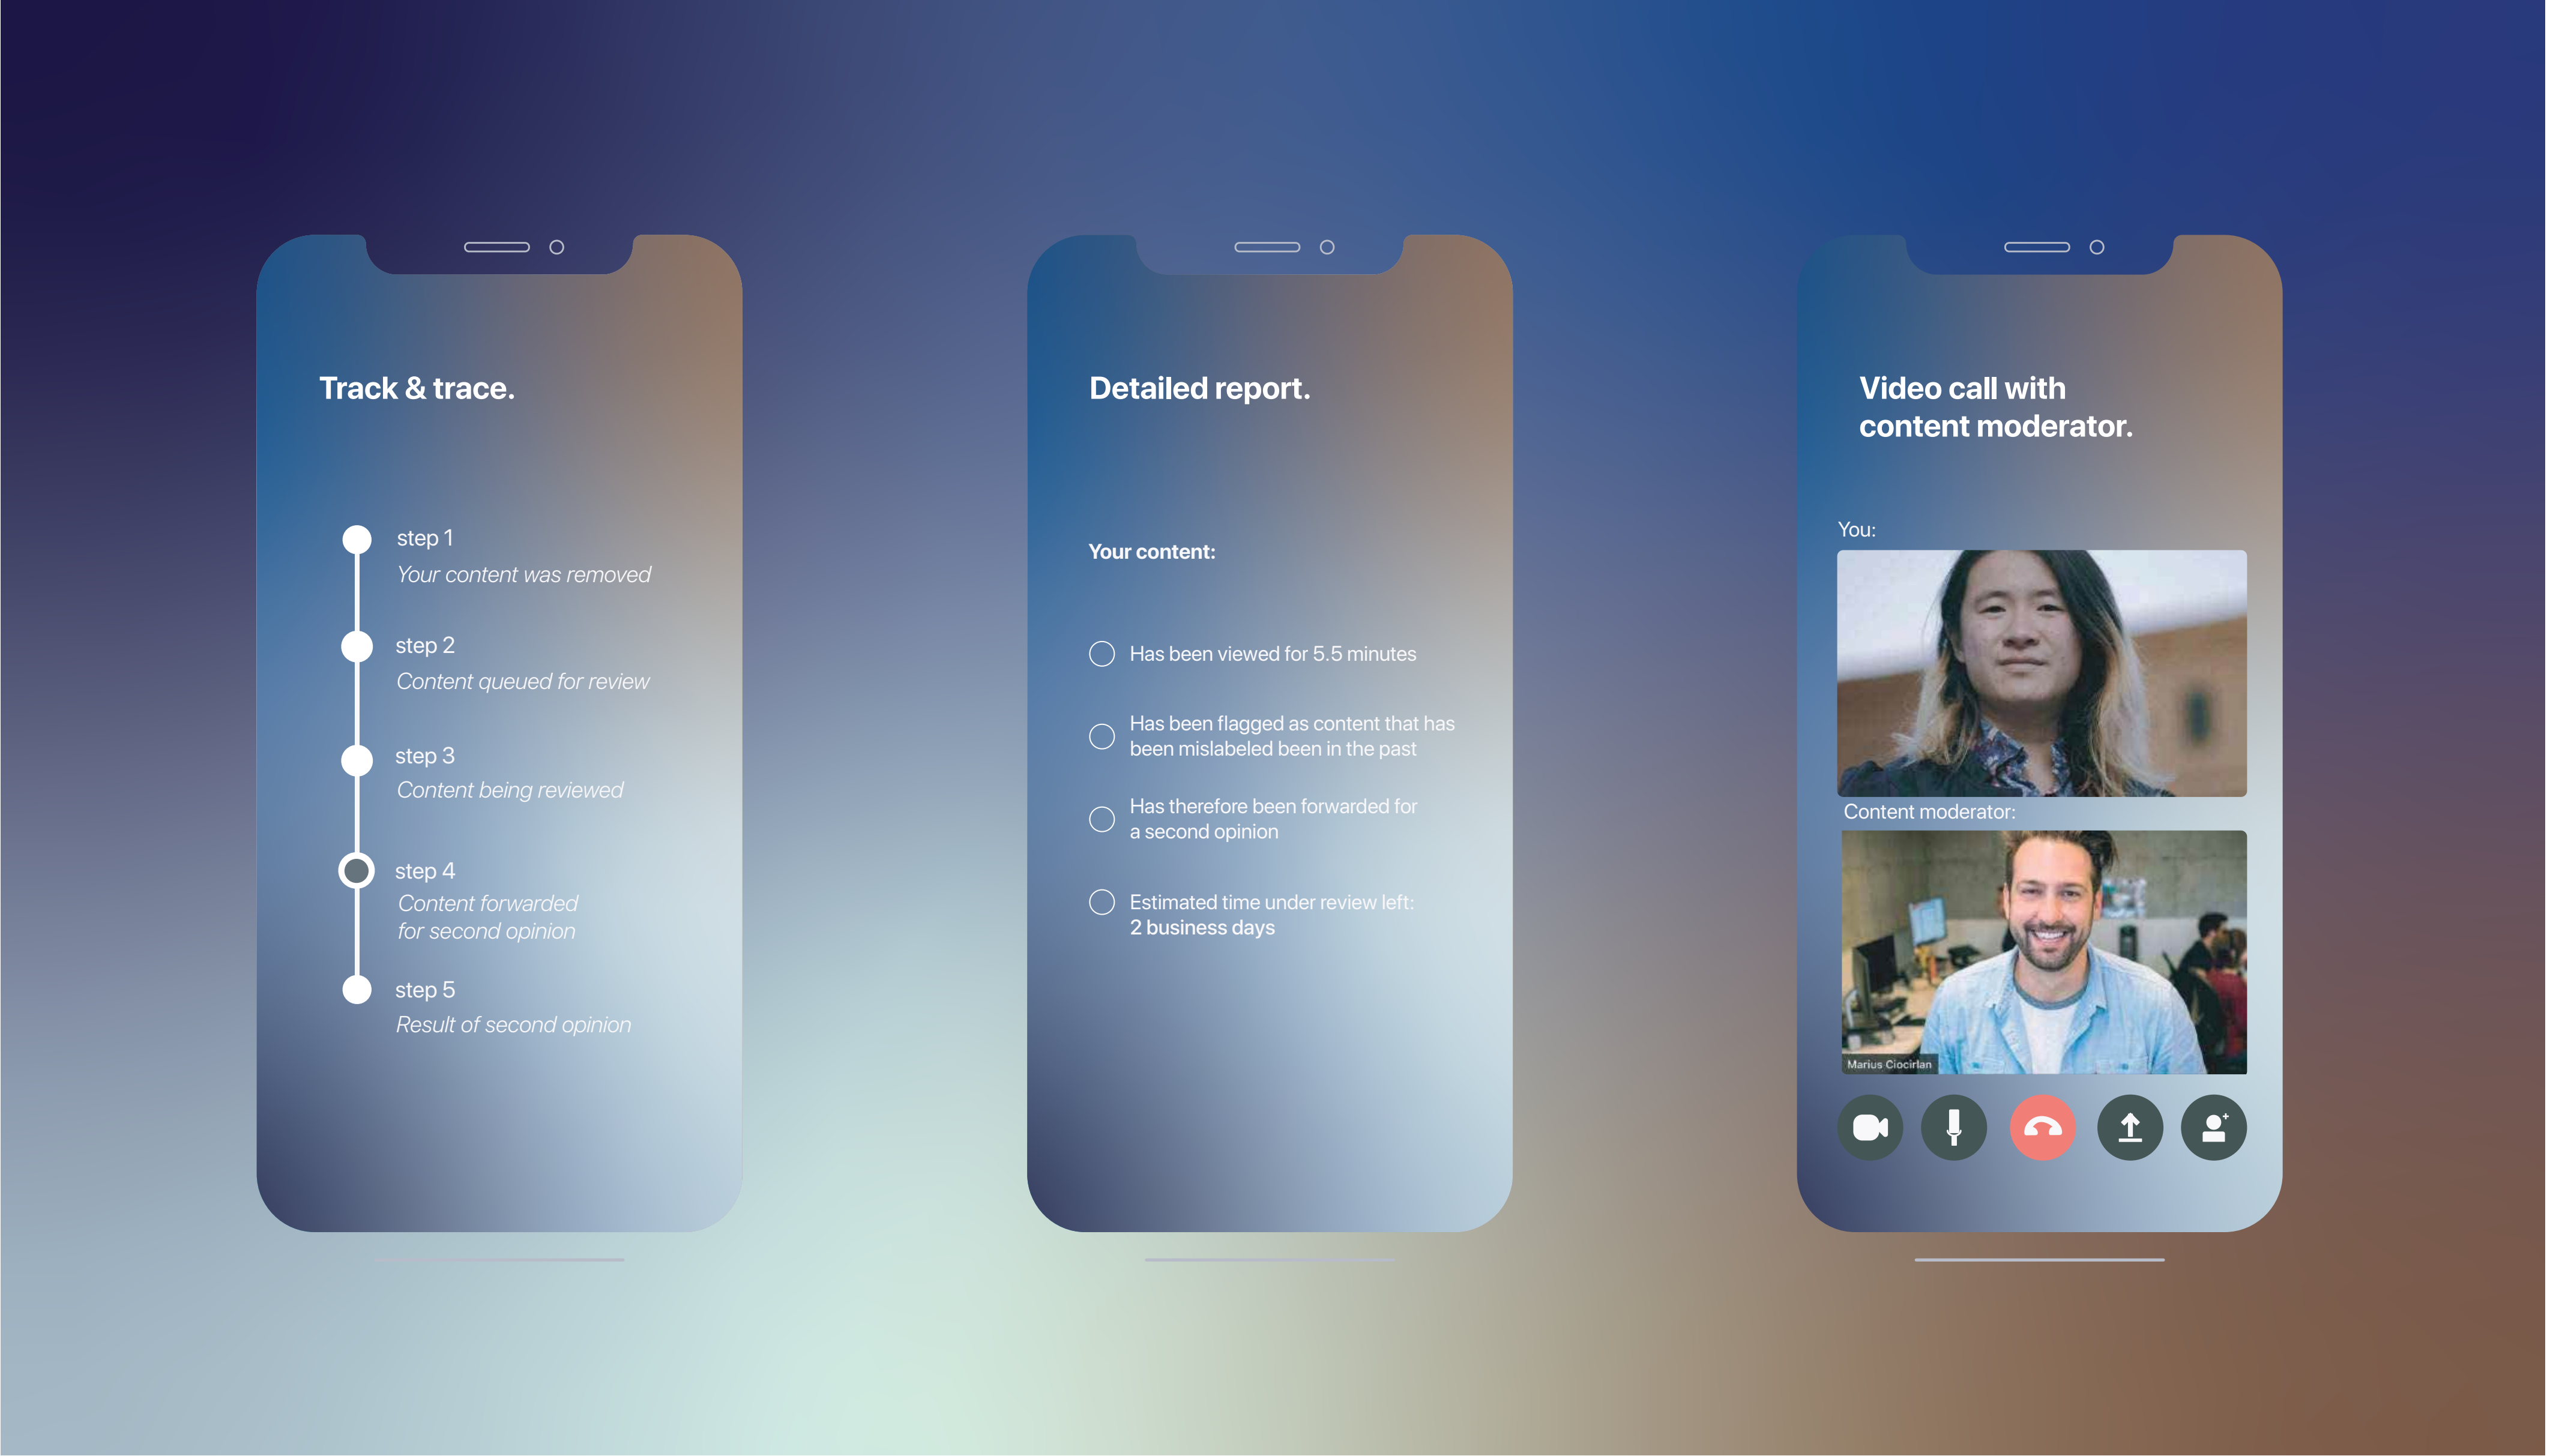 Track & trace.
step 1
Your content was removed
step 2
Content queued for review
step 3
Content being reviewed
step 4
Content forwarded
for second opinion
step 5
Result of second opinion
Detailed report.
Your content:
Has been viewed for 5.5 minutes
Has been flagged as content that has
been mislabeled been in the past
Has therefore been forwarded for
a second opinion
Estimated time under review left:
2 business days
Video call with
content moderator.
You:
Content moderator:
Marius Ciocirlan